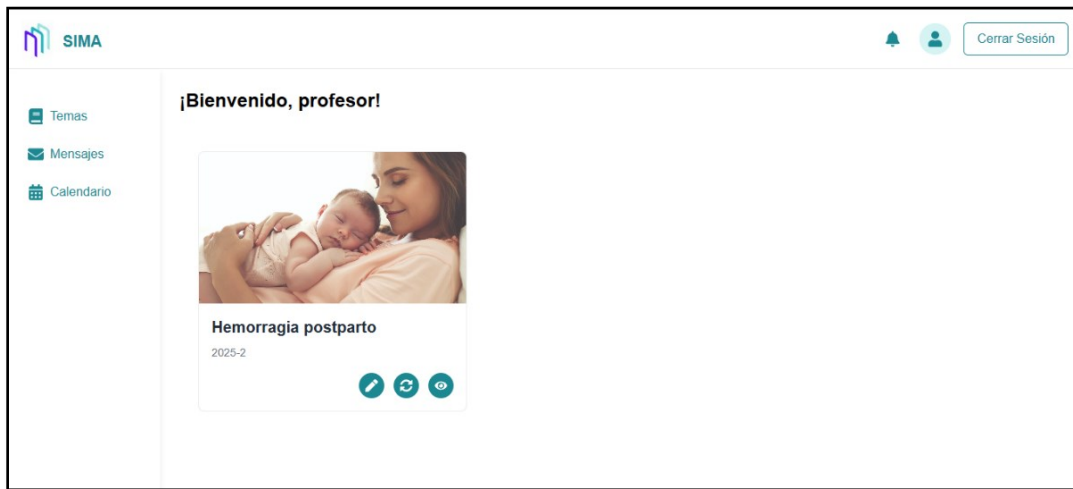 SIMA
Cerrar Sesión
¡Bienvenido, profesor!
Temas
Mensajes
Calendario
Hemorragia postparto
2025-2